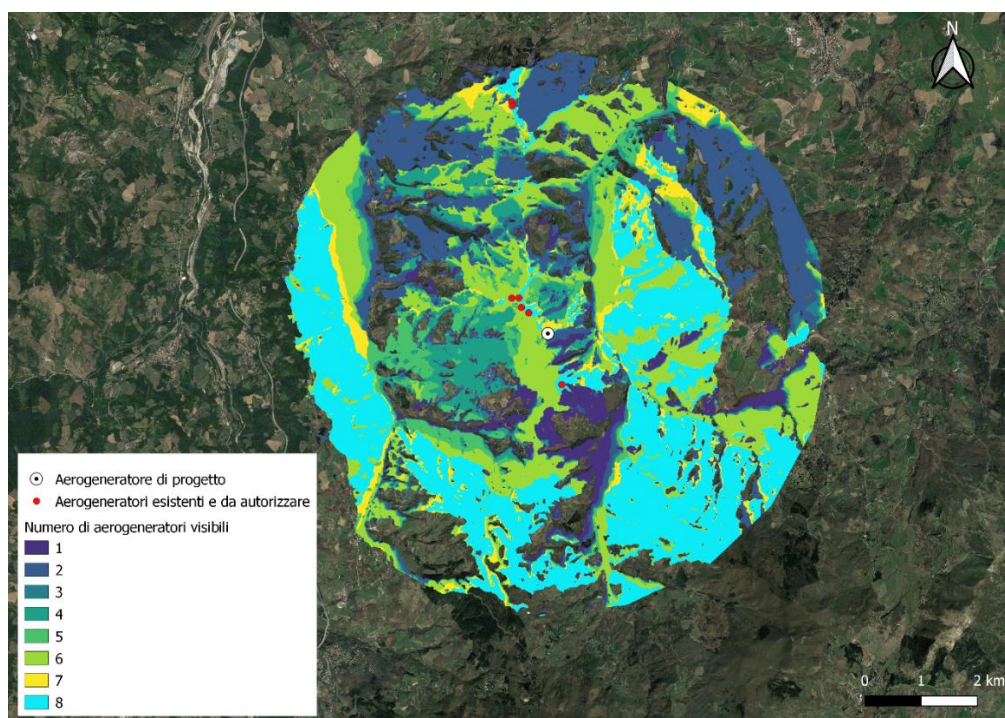 N
Aerogeneratore di progetto
Aerogeneratori esistenti e da autorizzare
Numero di aerogeneratori visibili
1
2
3
4
5
6
7
8
0 1 2 km